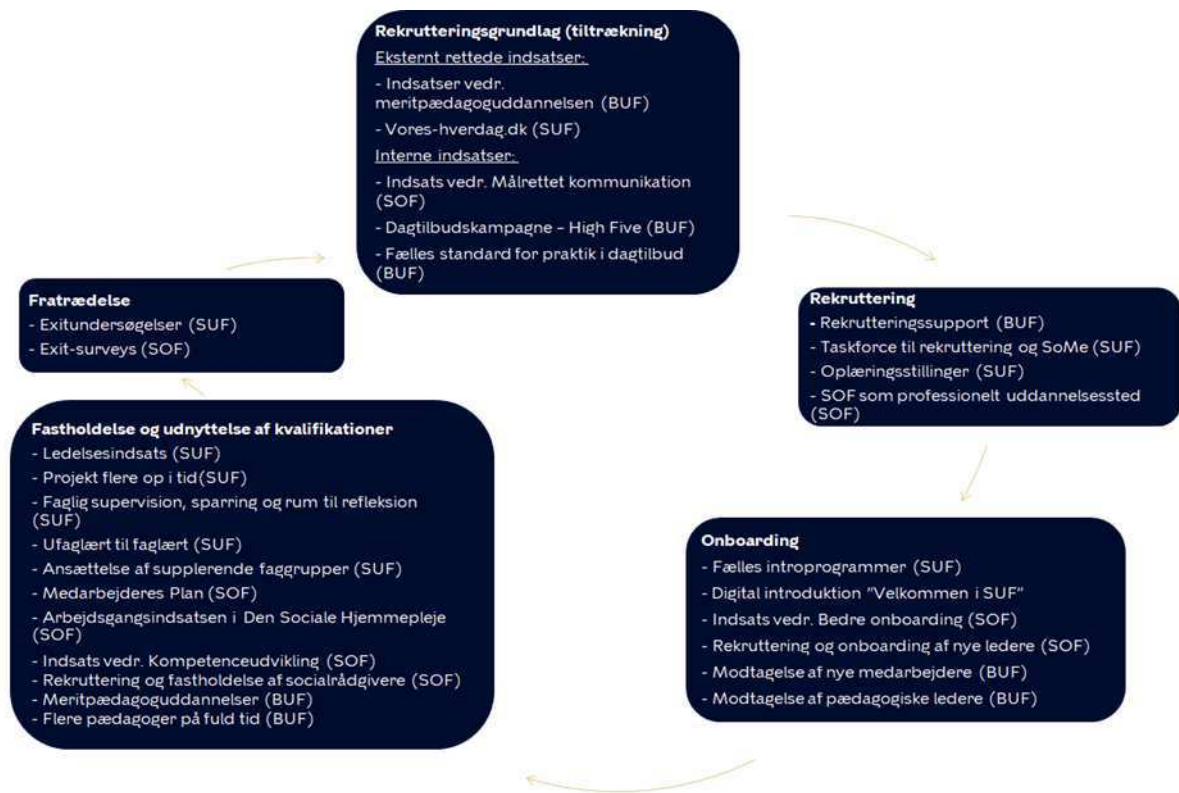 Rekrutteringsgrundlag (tiltrækning)
Eksternt rettede indsatser:
- Indsatser vedr.
meritpædagoguddannelsen (BUF)
- Vores-hverdag.dk (SUF)
Interne indsatser:
- Indsats vedr. Målrettet kommunikation
(SOF)
- Dagtilbudskampagne – High Five (BUF)
- Fælles standard for praktik i dagtilbud
(BUF)
Rekruttering
- Rekrutteringssupport (BUF)
- Taskforce til rekruttering og SoMe (SUF)
- Oplæringsstillinger (SUF)
- SOF som professionelt uddannelsessted
(SOF)
Onboarding
- Fælles introprogrammer (SUF)
- Digital introduktion "Velkommen i SUF"
- Indsats vedr. Bedre onboarding (SOF)
- Rekruttering og onboarding af nye ledere (SOF)
- Modtagelse af nye medarbejdere (BUF)
- Modtagelse af pædagogiske ledere (BUF)
Fastholdelse og udnyttelse af kvalifikationer
- Ledelsesindsats (SUF)
- Projekt flere op i tid(SUF)
- Faglig supervision, sparring og rum til refleksion
(SUF)
- Ufaglært til faglært (SUF)
- Ansættelse af supplerende faggrupper (SUF)
- Medarbejderes Plan (SOF)
- Arbejdsgangsindsatsen i Den Sociale Hjemmepleje
(SOF)
- Indsats vedr. Kompetenceudvikling (SOF)
- Rekruttering og fastholdelse af socialrådgivere (SOF)
- Meritpædagoguddannelser (BUF)
- Flere pædagoger på fuld tid (BUF)
Fratrædelse
- Exitundersøgelser (SUF)
- Exit-surveys (SOF)